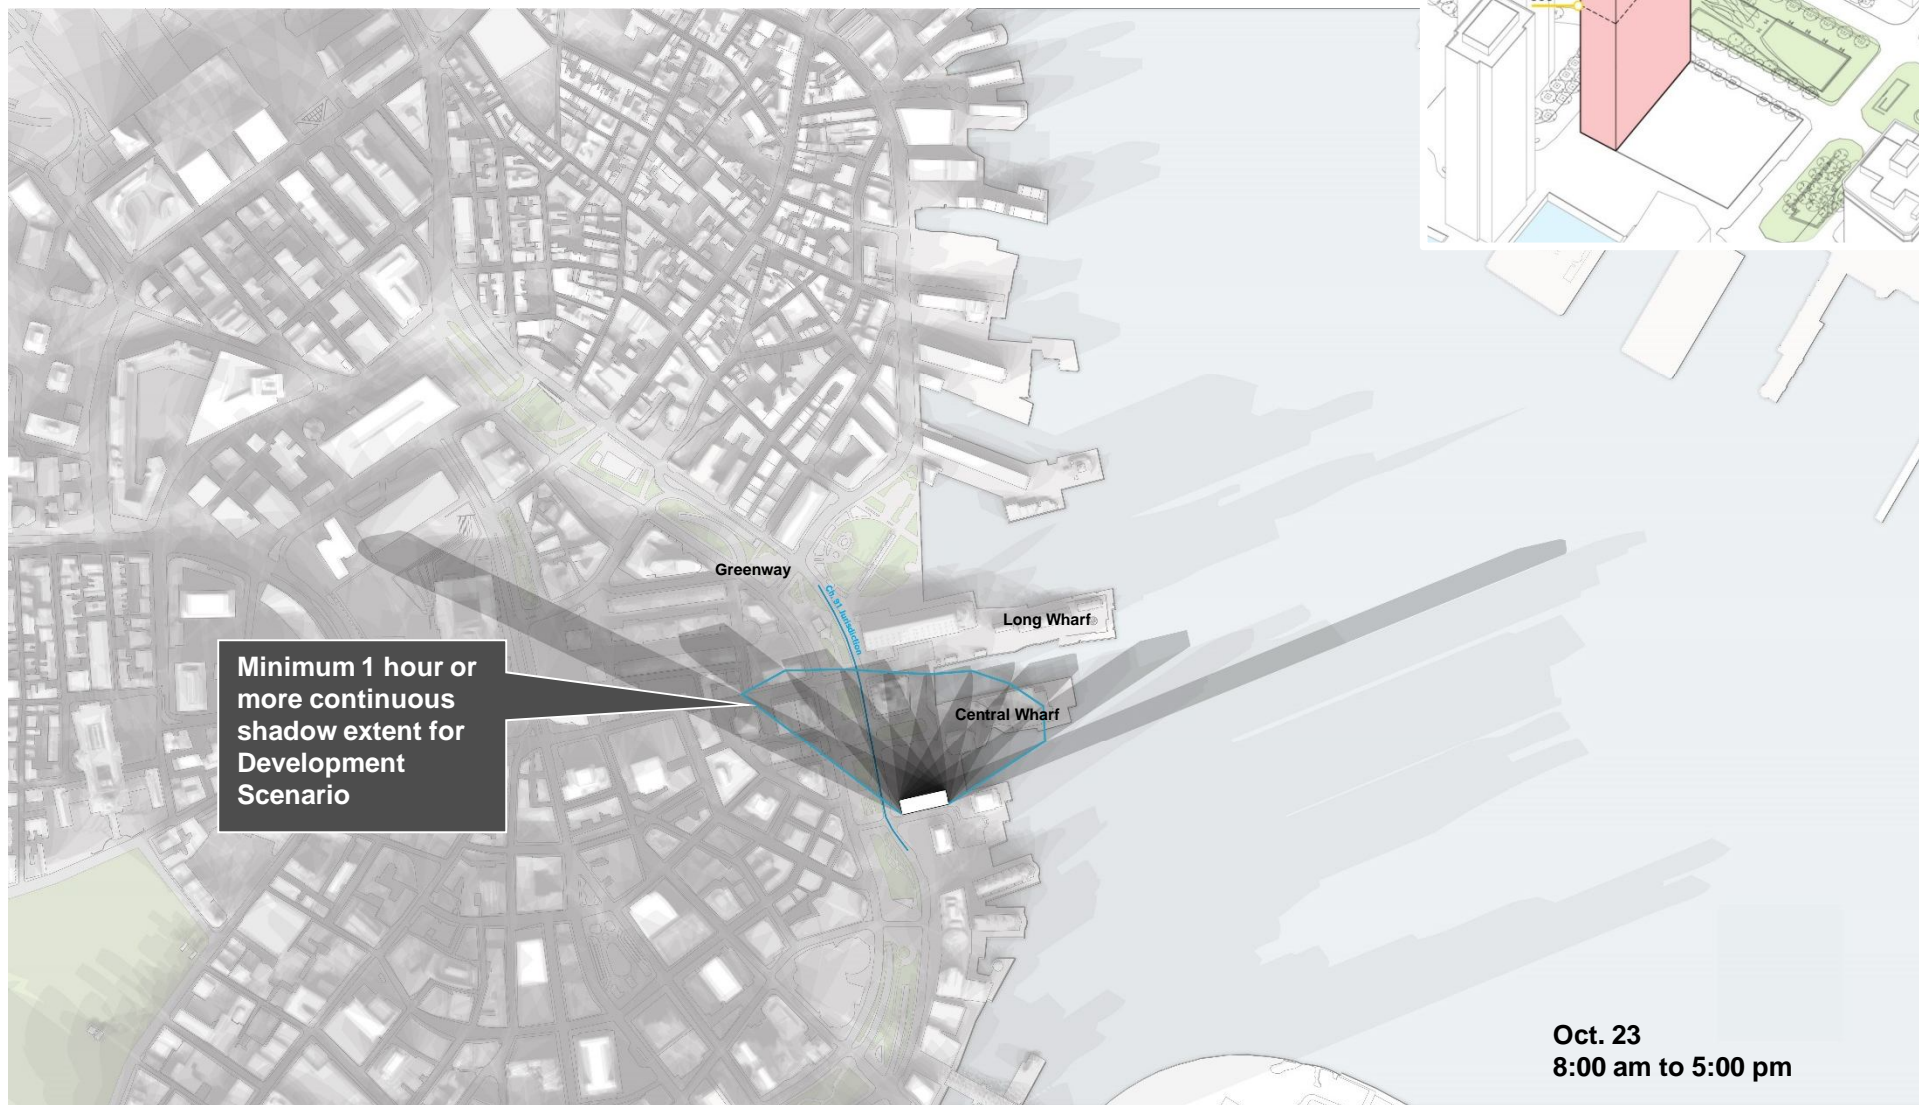 Greenway
Ch. 91 Jurisdiction
Long Wharf
Minimum 1 hour or
more continuous
shadow extent for
Development
Scenario
Central Wharf
Oct. 23
8:00 am to 5:00 pm